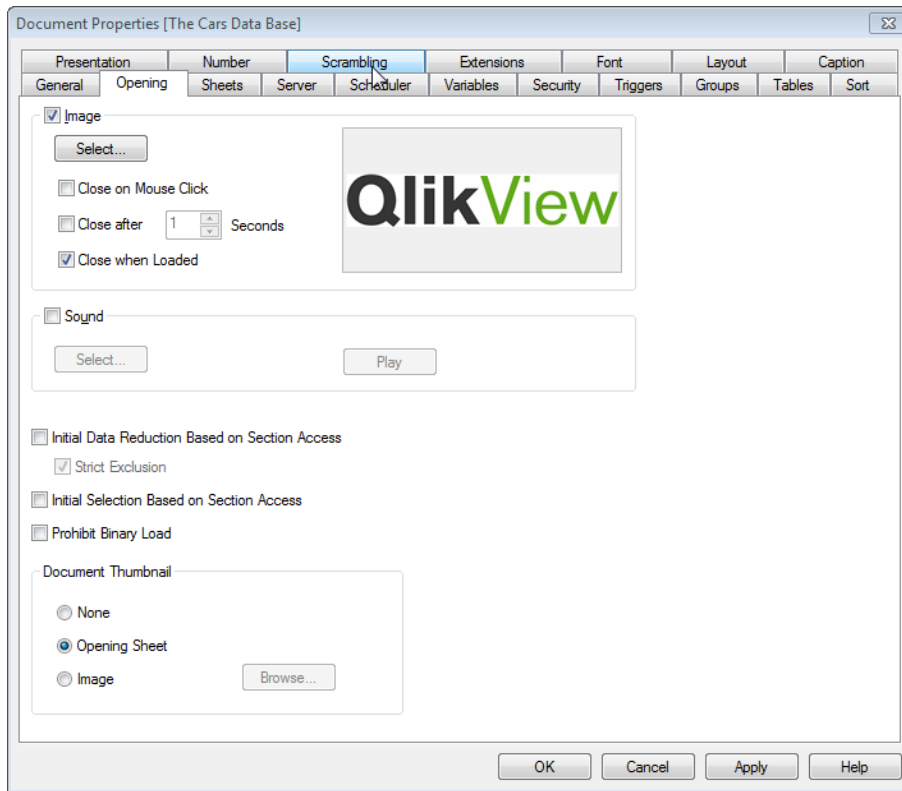 Document Properties [The Cars Data Base]
Presentation Number Scrambling Extensions Font Layout Caption
General Opening Sheets Server Scheduler Variables Security Triggers Groups Tables Sort
Image
Select...
QlikView
Close on Mouse Click
Close after 1 Seconds
Close when Loaded
Sound
Select... Play
Initial Data Reduction Based on Section Access
Strict Exclusion
Initial Selection Based on Section Access
Prohibit Binary Load
Document Thumbnail
None
Opening Sheet
Image Browse...
OK Cancel Apply Help